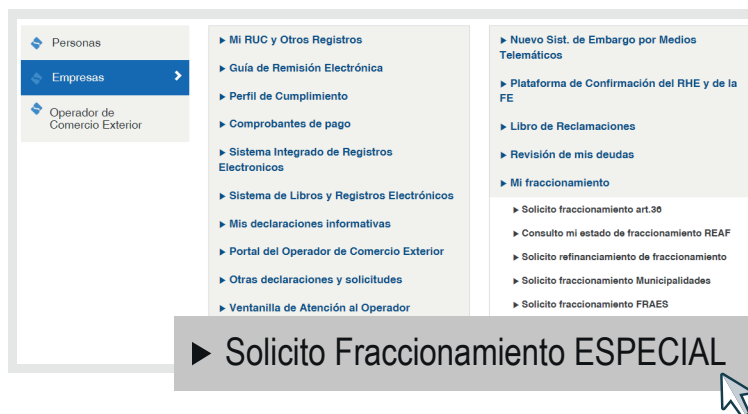 Personas
Empresas
Operador de
Comercio Exterior
Mi RUC y Otros Registros
Guía de Remisión Electrónica
Perfil de Cumplimiento
Comprobantes de pago
Sistema Integrado de Registros
Electronicos
Sistema de Libros y Registros Electrónicos
Mis declaraciones informativas
Portal del Operador de Comercio Exterior
Otras declaraciones y solicitudes
Ventanilla de Atención al Operador
Nuevo Sist. de Embargo por Medios
Telemáticos
Plataforma de Confirmación del RHE y de la
FE
Libro de Reclamaciones
Revisión de mis deudas
Mi fraccionamiento
Solicito fraccionamiento art.36
Consulto mi estado de fraccionamiento REAF
Solicito refinanciamiento de fraccionamiento
Solicito fraccionamiento Municipalidades
Solicito fraccionamiento FRAES
Solicito Fraccionamiento ESPECIAL